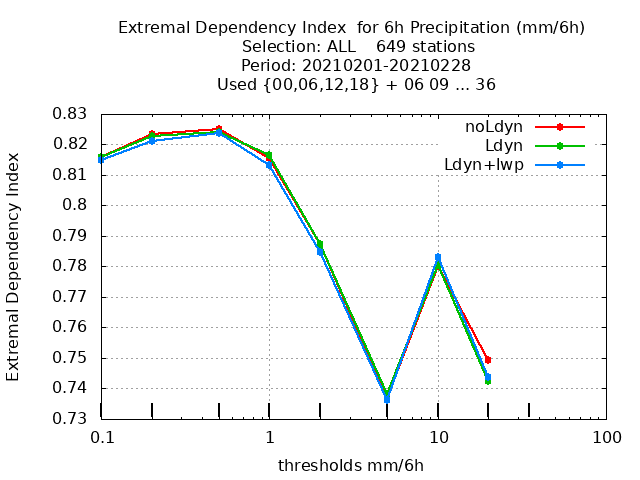 Extremal Dependency Index  for 6h Precipitation (mm/6h)
Selection: ALL    649 stations
Period: 20210201-20210228
Used {00,06,12,18} + 06 09 ... 36
noLdyn
Ldyn
Ldyn+lwp
Extremal Dependency Index
0.83
0.82
0.81
0.8
0.79
0.78
0.77
0.76
0.75
0.74
0.73
0.1 1 10 100
thresholds mm/6h